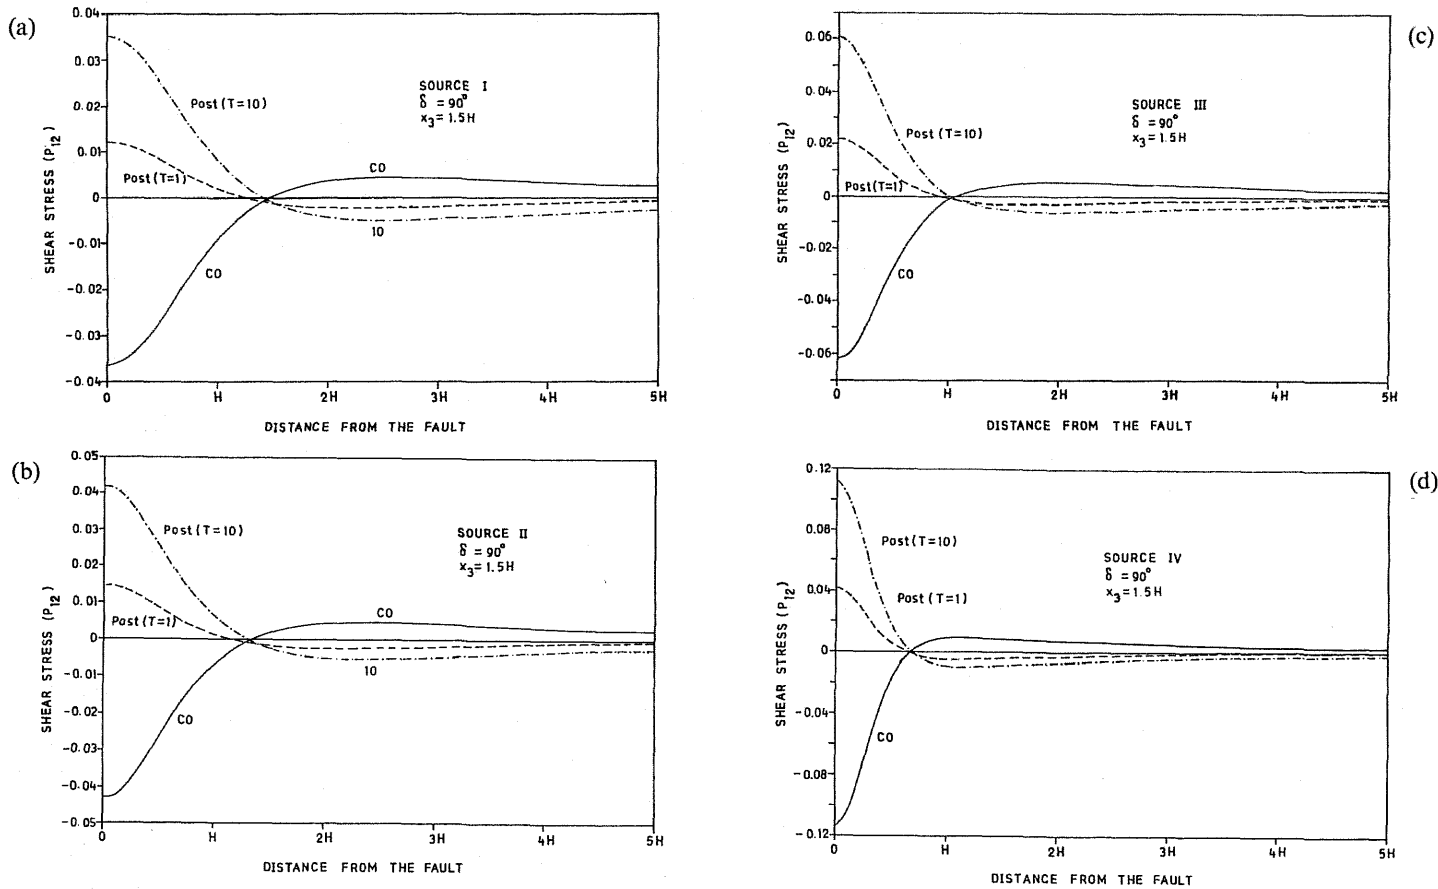 (a)
0.04
0.03
0.02
0.01
0
-0.01
-0.02
-0.03
-0.04
SHEAR STRESS (P12)
SOURCE I
δ = 90°
x3 = 1.5H
Post (T=10)
Post (T=1)
CO
10
CO
0 H 2H 3H 4H 5H
DISTANCE FROM THE FAULT
(b)
0.05
0.04
0.03
0.02
0.01
0
-0.01
-0.02
-0.03
-0.04
-0.05
SHEAR STRESS (P12)
SOURCE II
δ = 90°
x3 = 1.5H
Post (T=10)
Post (T=1)
CO
10
CO
0 H 2H 3H 4H 5H
DISTANCE FROM THE FAULT
(c)
0.06
0.04
0.02
0
-0.02
-0.04
-0.06
SHEAR STRESS (P12)
SOURCE III
δ = 90°
x3 = 1.5H
Post (T=10)
Post (T=1)
CO
CO
0 H 2H 3H 4H 5H
DISTANCE FROM THE FAULT
(d)
0.12
0.08
0.04
0
-0.04
-0.08
-0.12
SHEAR STRESS (P12)
SOURCE IV
δ = 90°
x3 = 1.5H
Post (T=10)
Post (T=1)
CO
CO
0 H 2H 3H 4H 5H
DISTANCE FROM THE FAULT